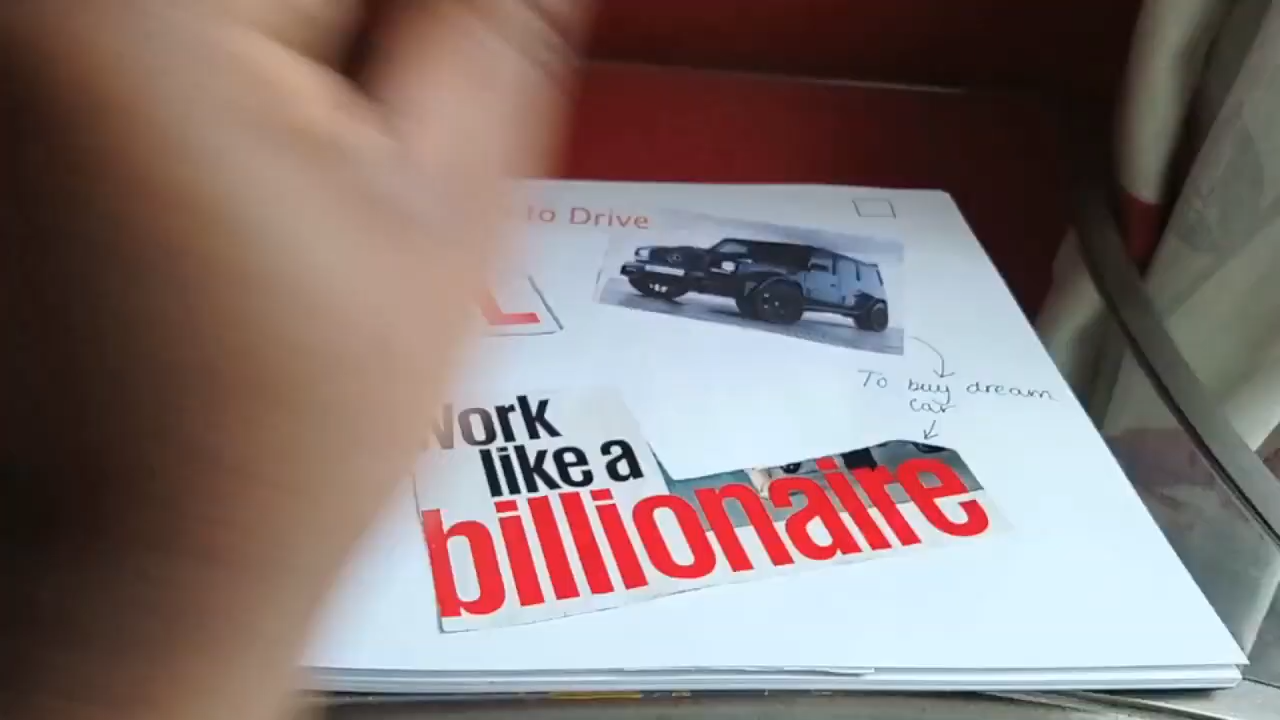 to Drive
L
To buy dream
car
Work
like a
billionaire